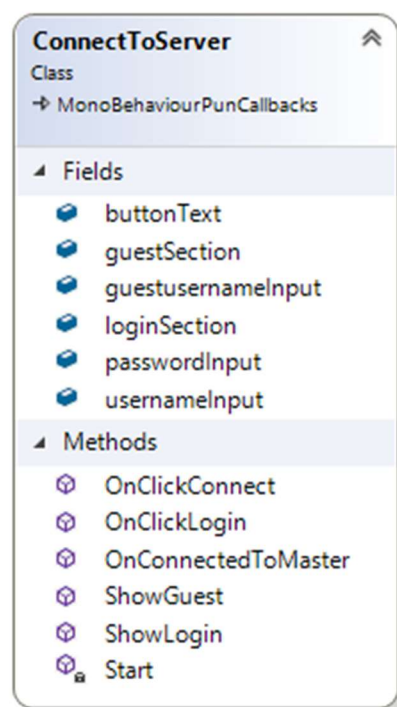 ConnectToServer
Class
MonoBehaviourPunCallbacks
Fields
buttonText
guestSection
guestusernameInput
loginSection
passwordInput
usernameInput
Methods
OnClickConnect
OnClickLogin
OnConnectedToMaster
ShowGuest
ShowLogin
Start